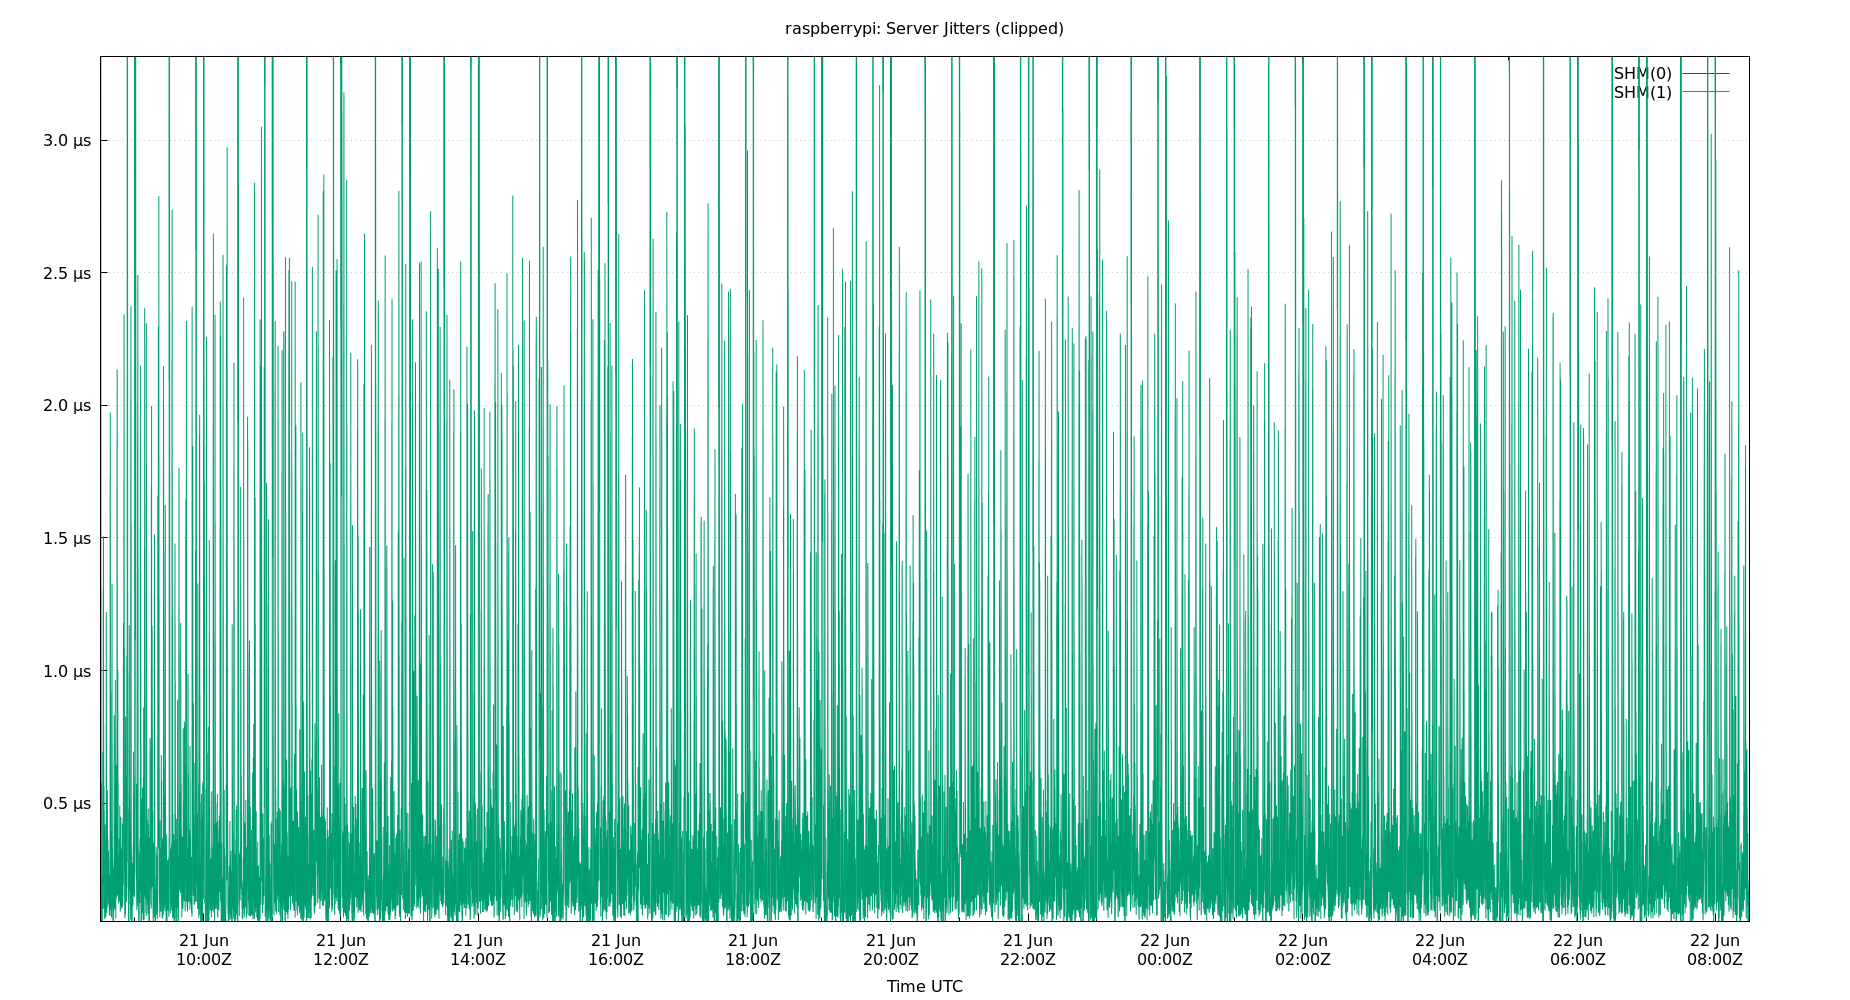 raspberrypi: Server Jitters (clipped)
SHM(0)
SHM(1)
3.0 µs
2.5 µs
2.0 µs
1.5 µs
1.0 µs
0.5 µs
21 Jun 21 Jun 21 Jun 21 Jun 21 Jun 21 Jun 21 Jun 22 Jun 22 Jun 22 Jun 22 Jun 22 Jun
10:00Z 12:00Z 14:00Z 16:00Z 18:00Z 20:00Z 22:00Z 00:00Z 02:00Z 04:00Z 06:00Z 08:00Z
Time UTC